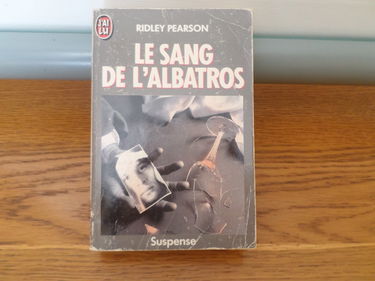 J'AI
LU
RIDLEY PEARSON
LE SANG
DE L'ALBATROS
Suspense